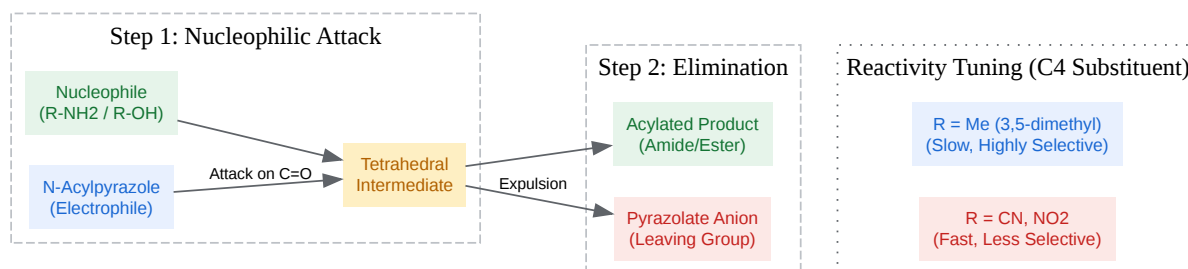 Step 1: Nucleophilic Attack
Nucleophile
(R-NH2 / R-OH)
N-Acylpyrazole
(Electrophile)
Attack on C=O
Tetrahedral
Intermediate
Step 2: Elimination
Acylated Product
(Amide/Ester)
Expulsion
Pyrazolate Anion
(Leaving Group)
Reactivity Tuning (C4 Substituent)
R = Me (3,5-dimethyl)
(Slow, Highly Selective)
R = CN, NO2
(Fast, Less Selective)